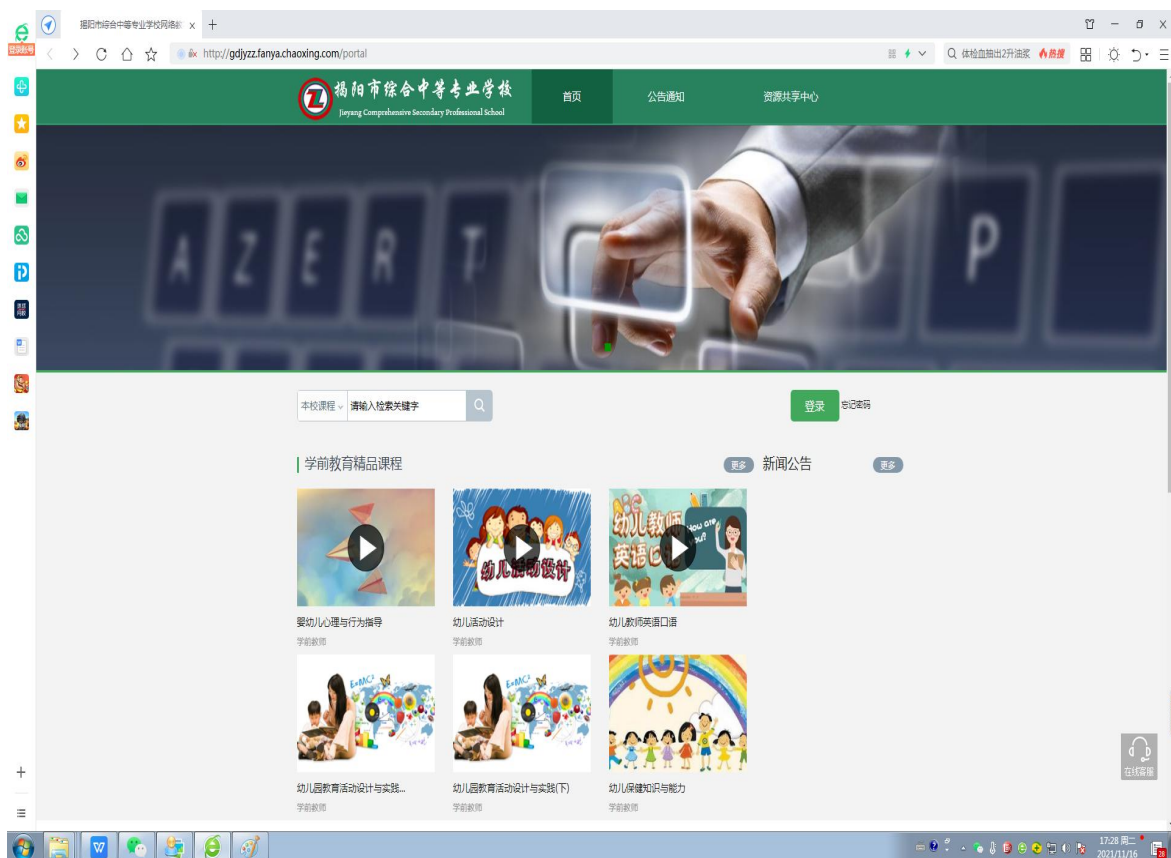 揭阳市综合中等专业学校网络
登录账号
http://gdjyzz.fanya.chaoxing.com/portal
体检血抽出2升油浆
热搜
揭阳市综合中等专业学校
Jieyang Comprehensive Secondary Professional School
首页
公告通知
资源共享中心
A Z E R T U P
本校课程
请输入检索关键字
登录
忘记密码
学前教育精品课程
更多
新闻公告
更多
幼儿活动设计
幼儿教师
英语口语
How are
you?
婴幼儿心理与行为指导
幼儿活动设计
幼儿教师英语口语
学前教师
学前教师
学前教师
E=MC²
E=MC²
幼儿园教育活动设计与实践...
幼儿园教育活动设计与实践(下)
幼儿保健知识与能力
学前教师
学前教师
学前教师
在线客服
17:28 周二
2021/11/16